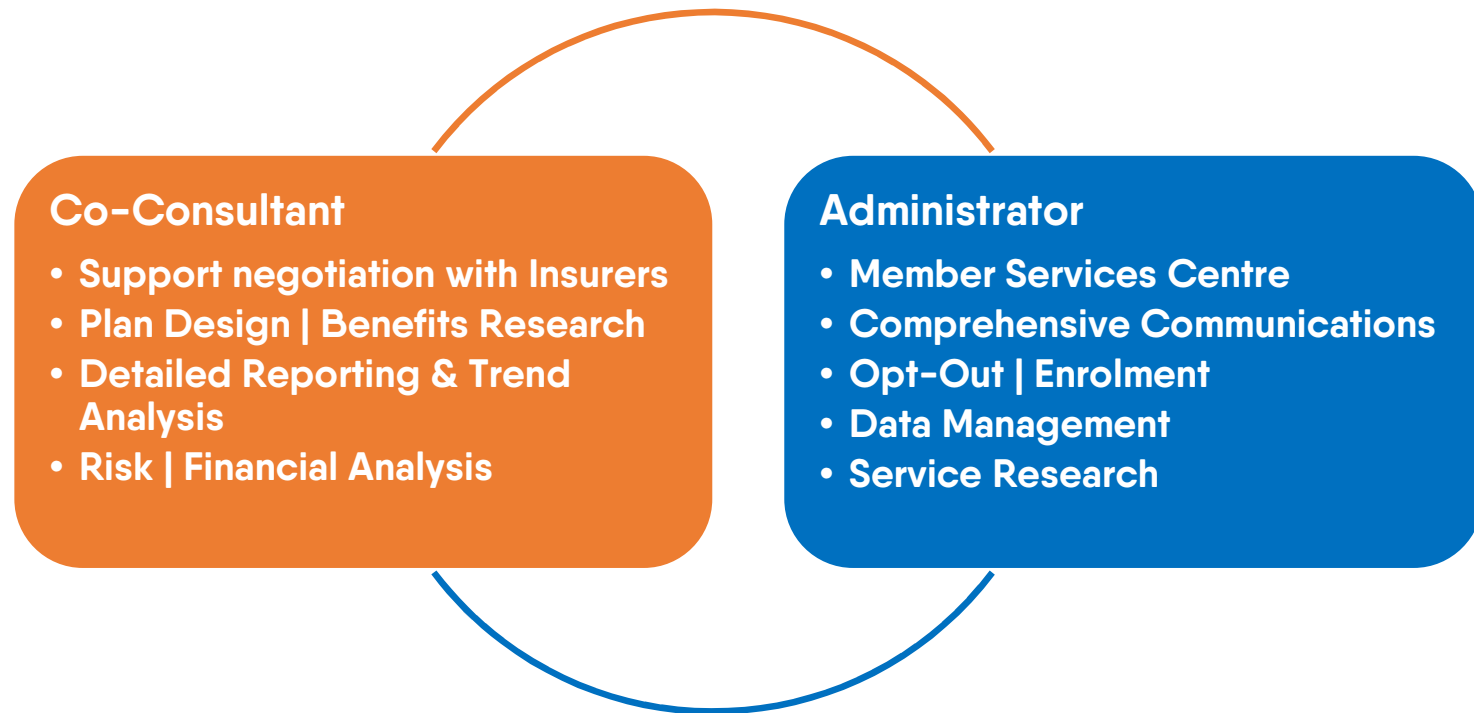 Co-Consultant
• Support negotiation with Insurers
• Plan Design | Benefits Research
• Detailed Reporting & Trend
Analysis
• Risk | Financial Analysis
Administrator
• Member Services Centre
• Comprehensive Communications
• Opt-Out | Enrolment
• Data Management
• Service Research